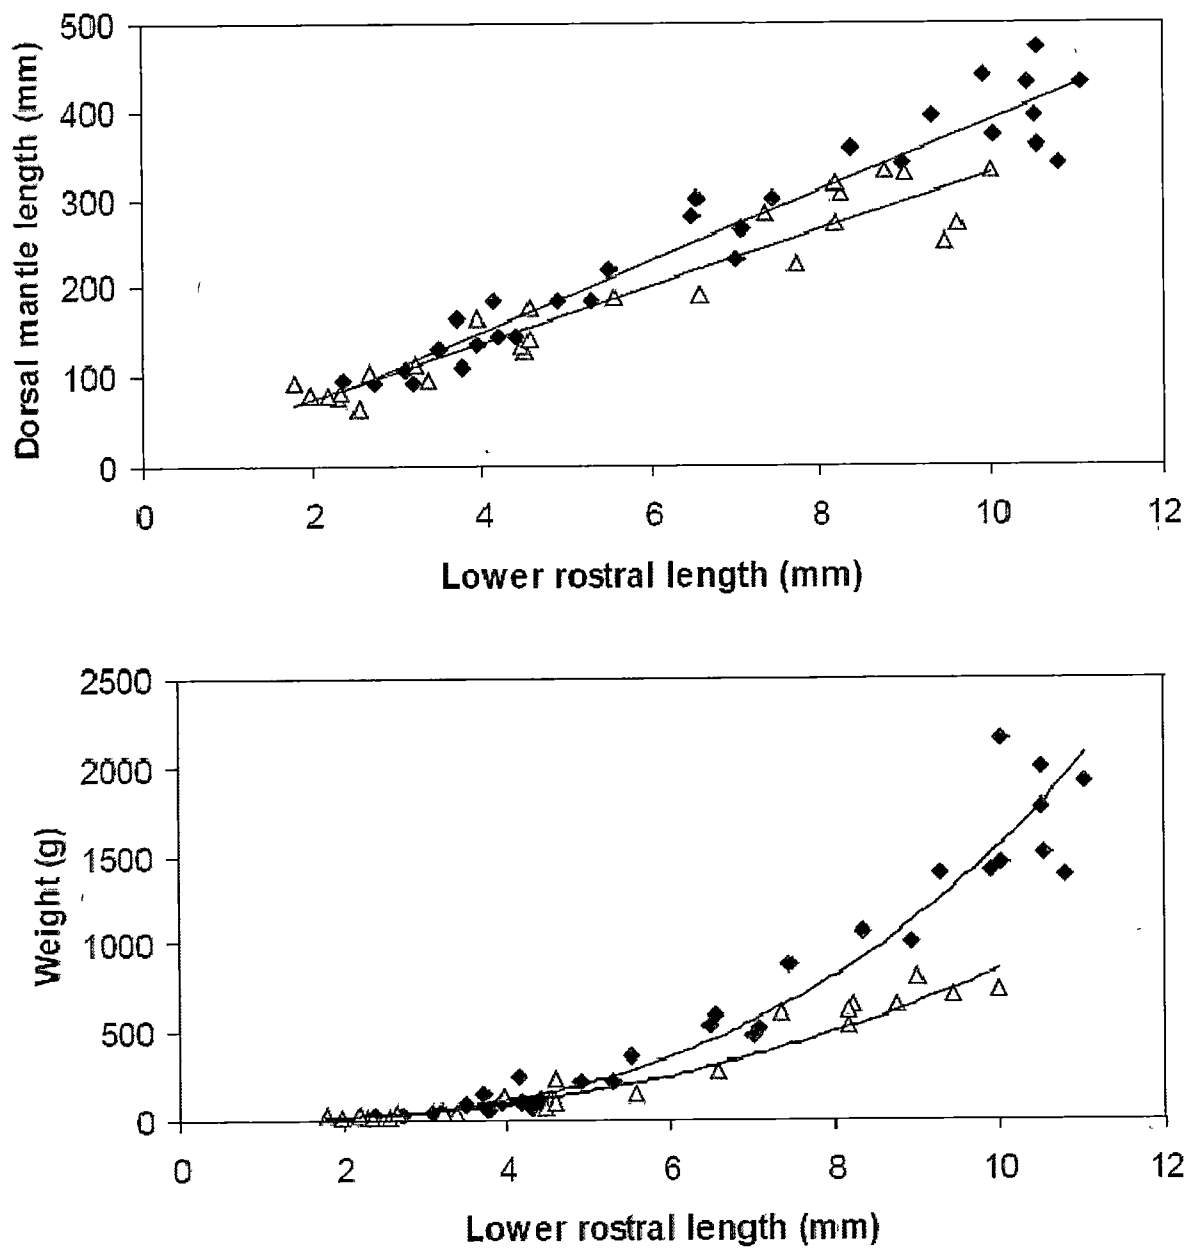 500
400
300
200
100
0
Dorsal mantle length (mm)
0 2 4 6 8 10 12
Lower rostral length (mm)
2500
2000
1500
1000
500
0
Weight (g)
0 2 4 6 8 10 12
Lower rostral length (mm)